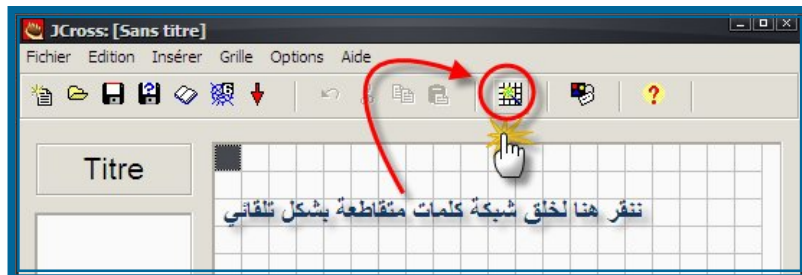 JCross: [Sans titre]
Fichier Edition Insérer Grille Options Aide
?
Titre
ننقر هنا لخلق شبكة كلمات متقاطعة بشكل تلقائي